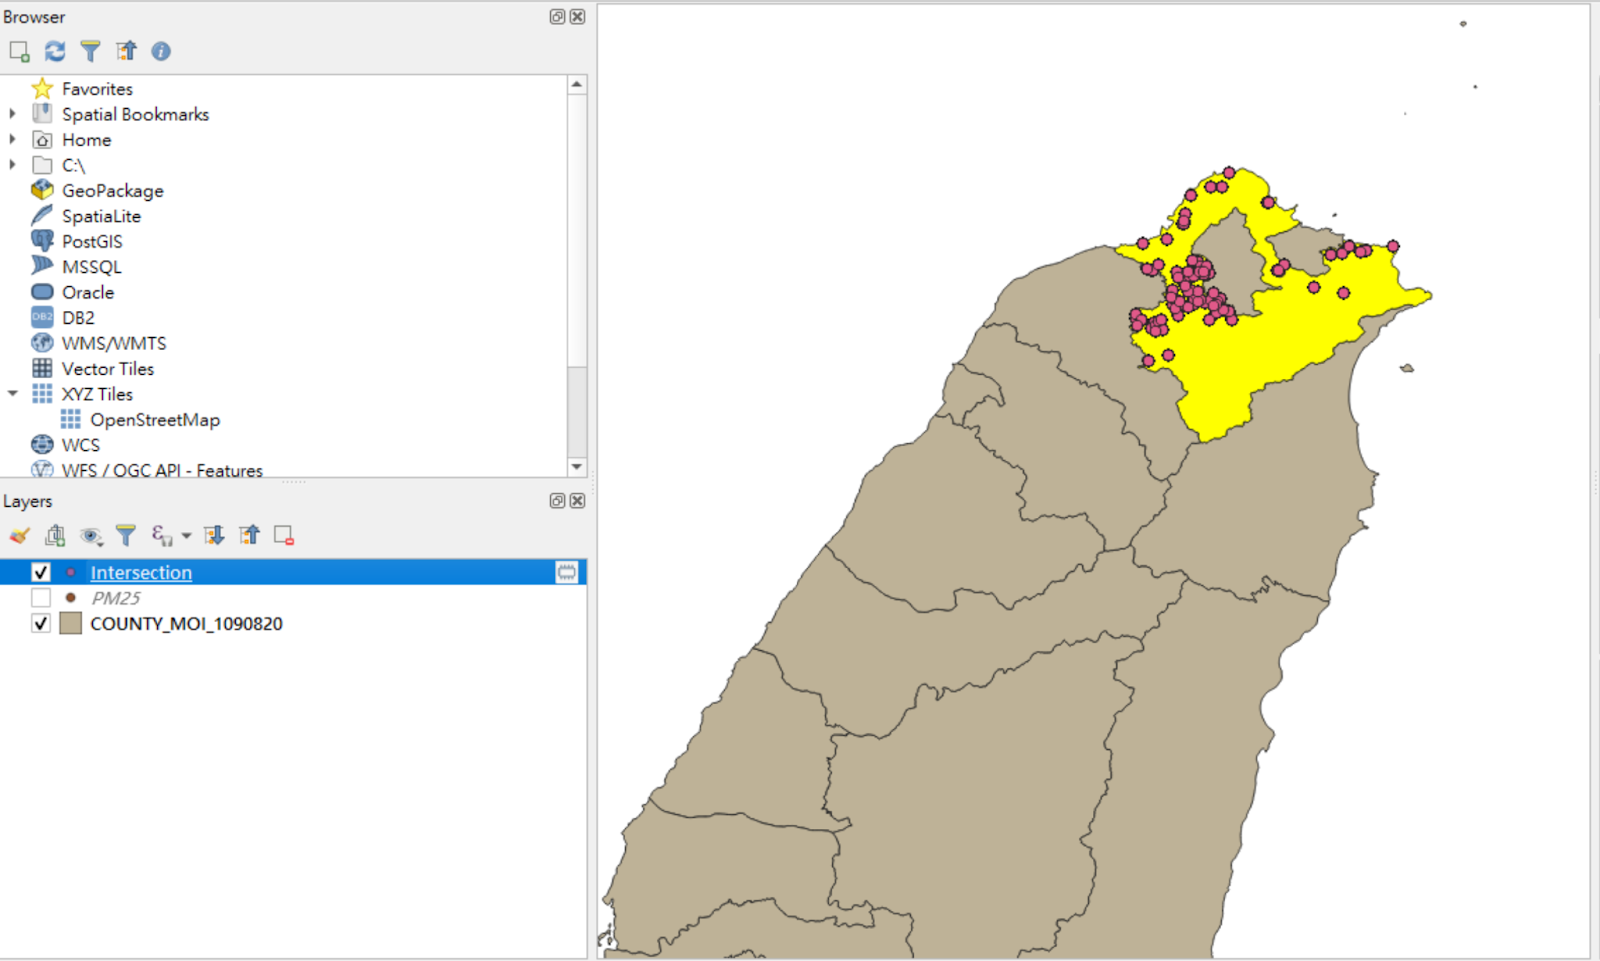 Browser
Favorites
Spatial Bookmarks
Home
C:\
GeoPackage
SpatiaLite
PostGIS
MSSQL
Oracle
DB2
DB2
WMS/WMTS
Vector Tiles
XYZ Tiles
OpenStreetMap
WCS
WFS / OGC API - Features
Layers
ε
Intersection
PM25
COUNTY_MOI_1090820